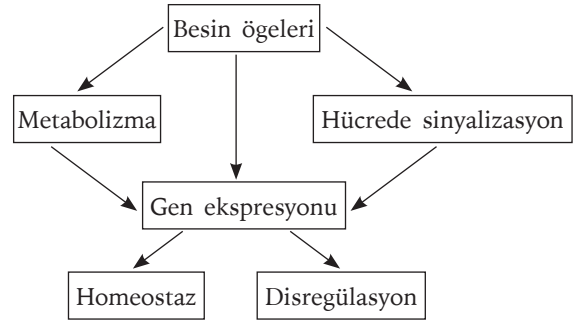 Besin ögeleri
Metabolizma
Hücrede sinyalizasyon
Gen ekspresyonu
Homeostaz
Disregülasyon